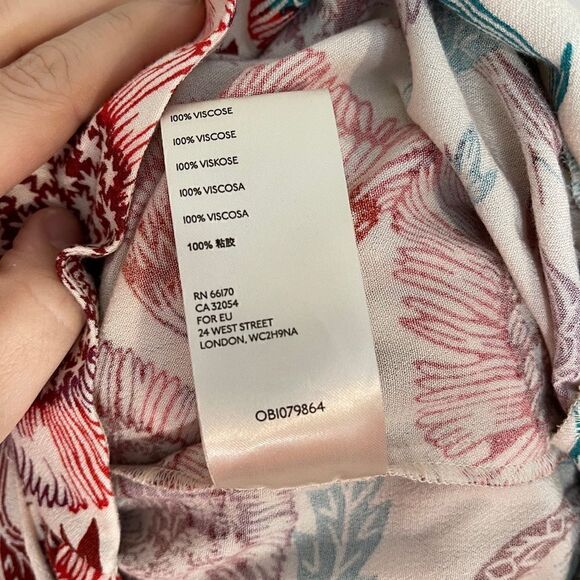 100% VISCOSE
100% VISCOSE
100% VISKOSE
100% VISCOSA
100% VISCOSA
100% 粘胶
RN 66170
CA 32054
FOR EU
24 WEST STREET
LONDON, WC2H9NA
OB1079864